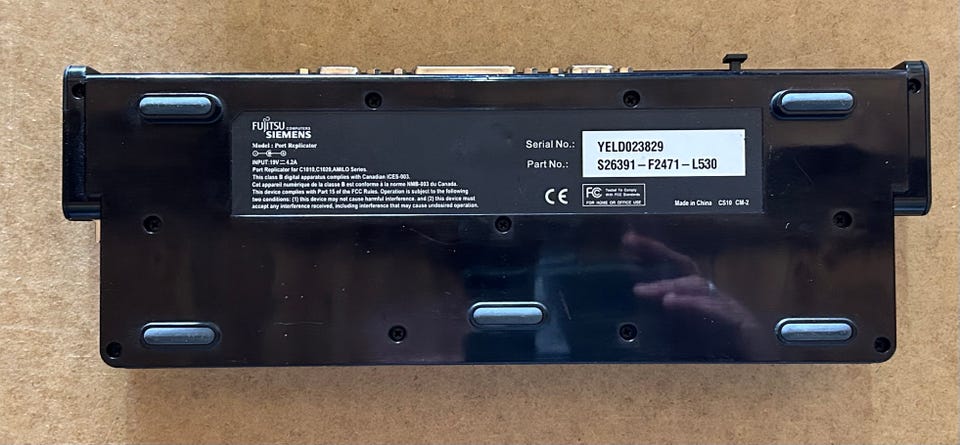 FUJITSU COMPUTERS
SIEMENS
Model : Port Replicator
INPUT:19V⎓4.2A
Port Replicator for C1010,C1020,AMILO Series.
This class B digital apparatus complies with Canadian ICES-003.
Cet appareil numérique de la classe B est conforme à la norme NMB-003 du Canada.
This device complies with Part 15 of the FCC Rules. Operation is subject to the following
two conditions: (1) this device may not cause harmful interference. and (2) this device must
accept any interference received, including interference that may cause undesired operation.
Serial No.: YELD023829
Part No.: S26391-F2471-L530
CE
FC Tested To Comply
With FCC Standards
FOR HOME OR OFFICE USE
Made in China CS10 CM-2